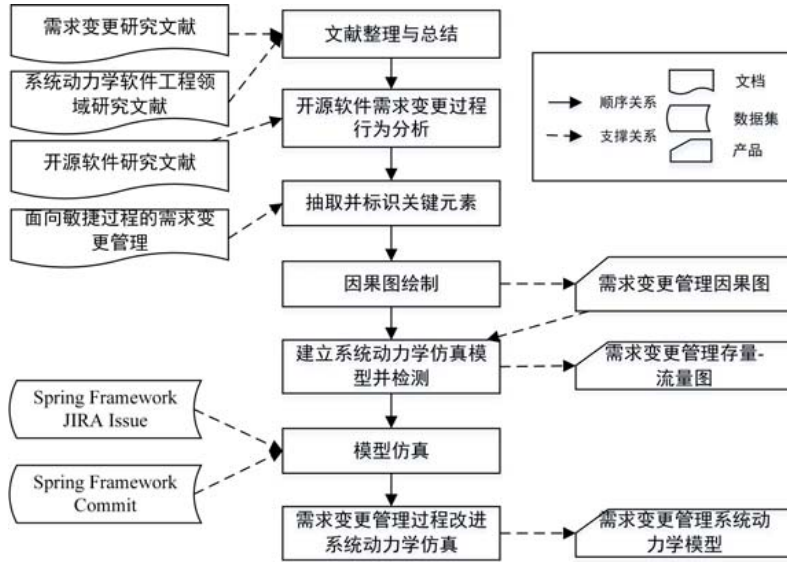 需求变更研究文献
系统动力学软件工程领
域研究文献
开源软件研究文献
面向敏捷过程的需求变
更管理
Spring Framework
JIRA Issue
Spring Framework
Commit
文献整理与总结
开源软件需求变更过程
行为分析
抽取并标识关键元素
因果图绘制
建立系统动力学仿真模
型并检测
模型仿真
需求变更管理过程改进
系统动力学仿真
顺序关系
支撑关系
文档
数据集
产品
需求变更管理因果图
需求变更管理存量-
流量图
需求变更管理系统动
力学模型